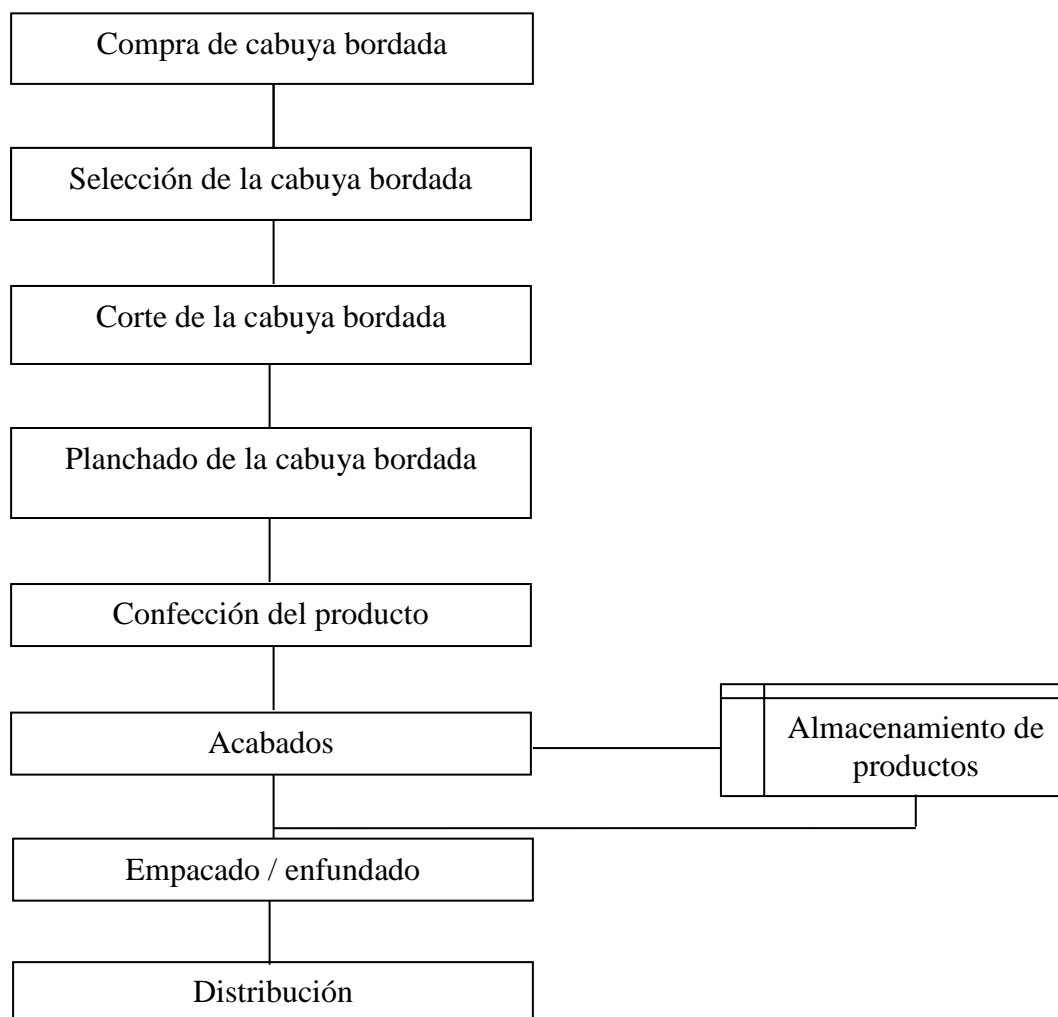 Compra de cabuya bordada
Selección de la cabuya bordada
Corte de la cabuya bordada
Planchado de la cabuya bordada
Confección del producto
Acabados
Almacenamiento de
productos
Empacado / enfundado
Distribución